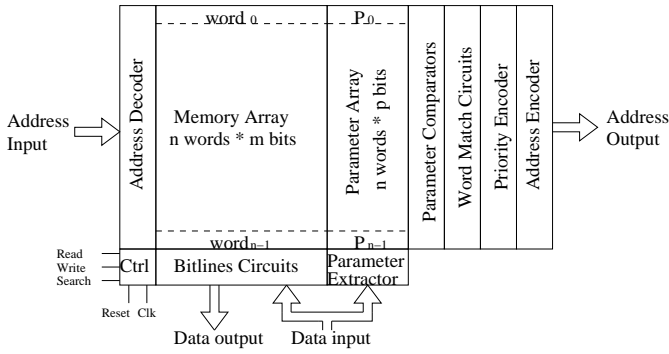 word 0
P 0
Address Decoder
Memory Array
n words * m bits
Parameter Array
n words * p bits
Parameter Comparators
Word Match Circuits
Priority Encoder
Address Encoder
Address
Input
Address
Output
word n−1
P n−1
Read
Write
Search
Ctrl
Bitlines Circuits
Parameter
Extractor
Reset Clk
Data output
Data input